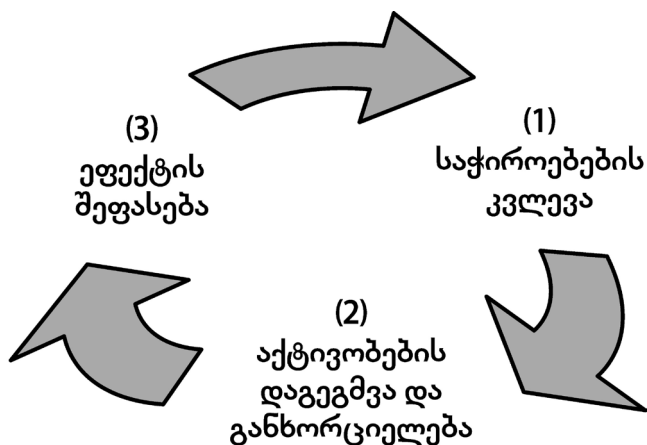 (1)
საჭიროებების
კვლევა
(2)
აქტივობების
დაგეგმვა და
განხორციელება
(3)
ეფექტის
შეფასება